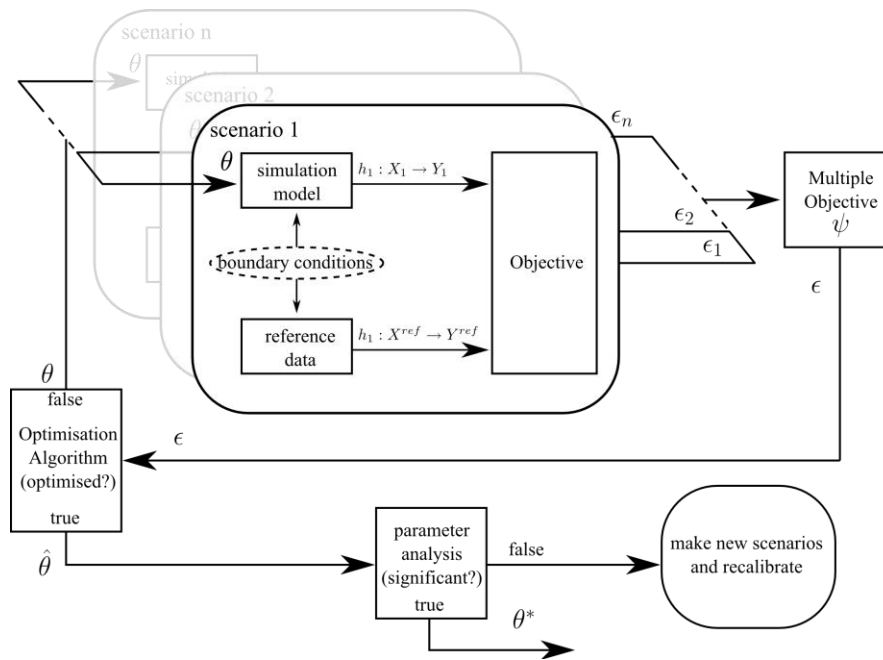 scenario n
θ
scenario 2
θ
scenario 1
θ
simulation
model
h₁ : X₁ → Y₁
boundary conditions
Objective
reference
data
h₁ : X^{ref} → Y^{ref}
ϵₙ
ϵ₂
ϵ₁
Multiple
Objective
ψ
ϵ
θ
false
Optimisation
Algorithm
(optimised?)
true
ϵ
θ̂
parameter
analysis
(significant?)
true
false
θ*
make new scenarios
and recalibrate